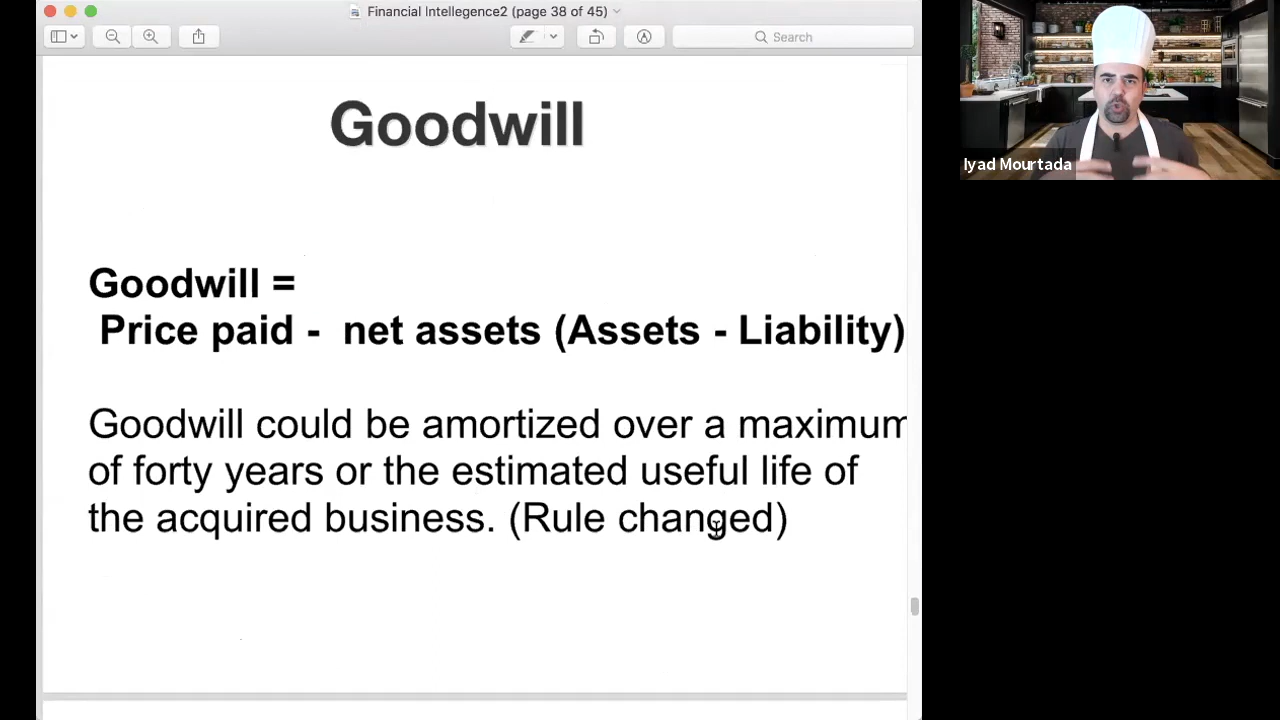 Financial Intellegence2 (page 38 of 45)
Search
Goodwill
Goodwill =
Price paid - net assets (Assets - Liability)
Goodwill could be amortized over a maximum
of forty years or the estimated useful life of
the acquired business. (Rule changed)
Iyad Mourtada